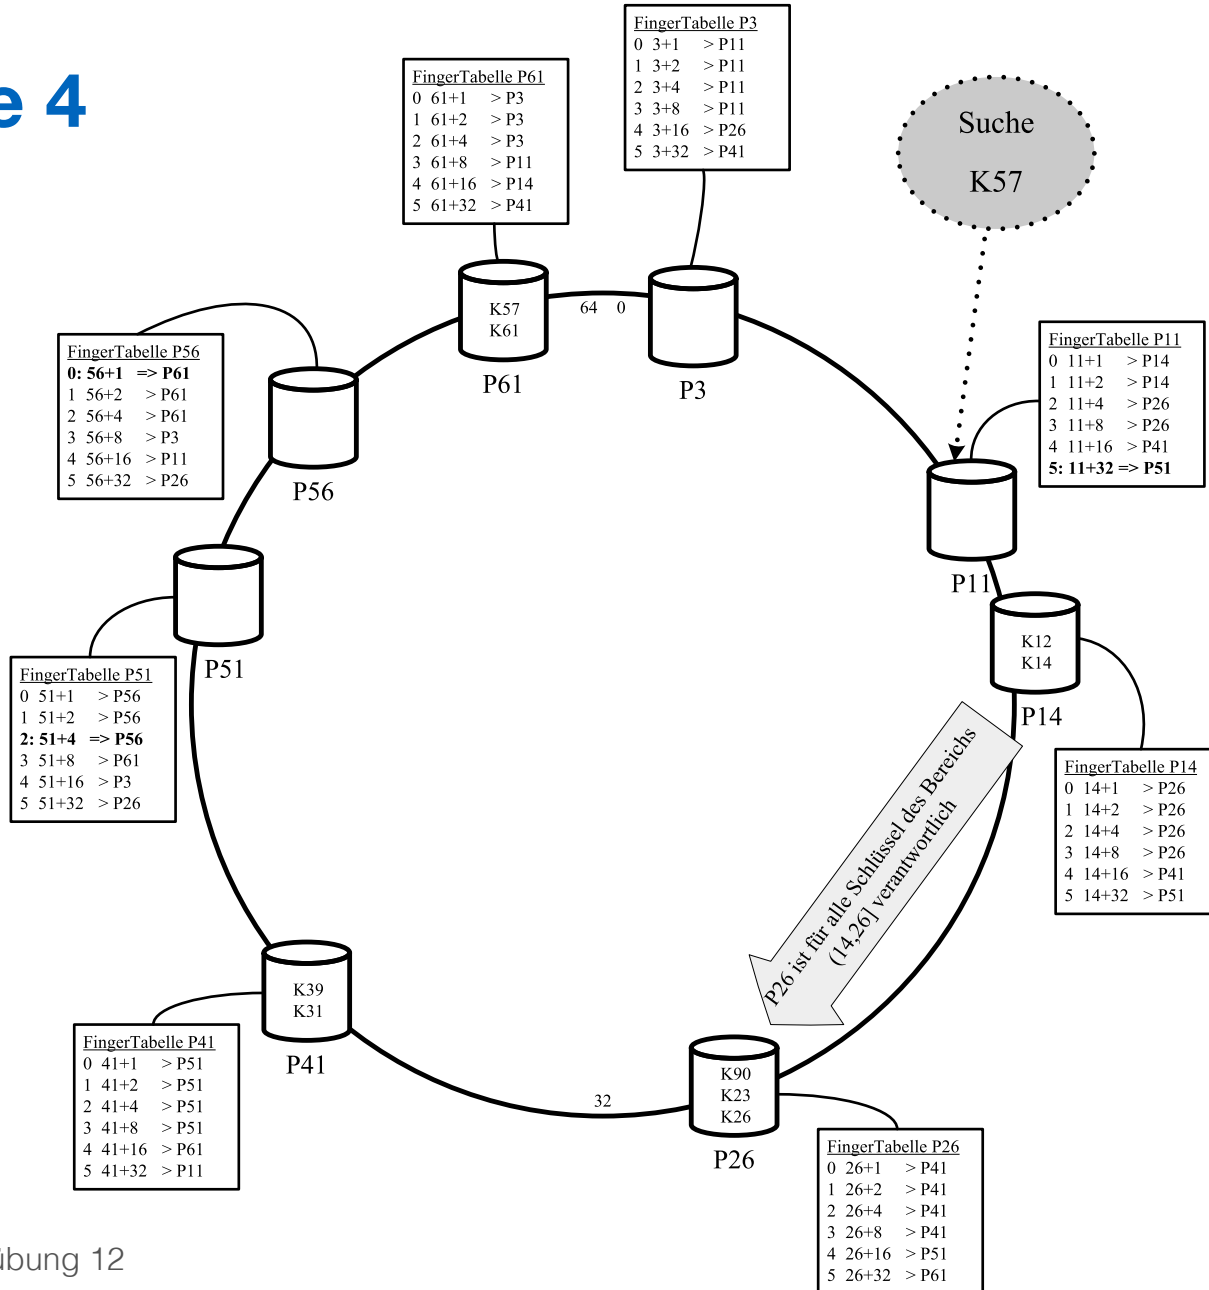 e 4
FingerTabelle P3
0 3+1 > P11
1 3+2 > P11
2 3+4 > P11
3 3+8 > P11
4 3+16 > P26
5 3+32 > P41
FingerTabelle P61
0 61+1 > P3
1 61+2 > P3
2 61+4 > P3
3 61+8 > P11
4 61+16 > P14
5 61+32 > P41
Suche
K57
K57
K61
P61
64 0
P3
FingerTabelle P56
0: 56+1 => P61
1 56+2 > P61
2 56+4 > P61
3 56+8 > P3
4 56+16 > P11
5 56+32 > P26
P56
FingerTabelle P11
0 11+1 > P14
1 11+2 > P14
2 11+4 > P26
3 11+8 > P26
4 11+16 > P41
5: 11+32 => P51
P11
K12
K14
P14
P51
FingerTabelle P51
0 51+1 > P56
1 51+2 > P56
2: 51+4 => P56
3 51+8 > P61
4 51+16 > P3
5 51+32 > P26
P26 ist für alle Schlüssel des Bereichs
(14,26] verantwortlich
FingerTabelle P14
0 14+1 > P26
1 14+2 > P26
2 14+4 > P26
3 14+8 > P26
4 14+16 > P41
5 14+32 > P51
K39
K31
P41
FingerTabelle P41
0 41+1 > P51
1 41+2 > P51
2 41+4 > P51
3 41+8 > P51
4 41+16 > P61
5 41+32 > P11
32
K90
K23
K26
P26
FingerTabelle P26
0 26+1 > P41
1 26+2 > P41
2 26+4 > P41
3 26+8 > P41
4 26+16 > P51
5 26+32 > P61
übung 12